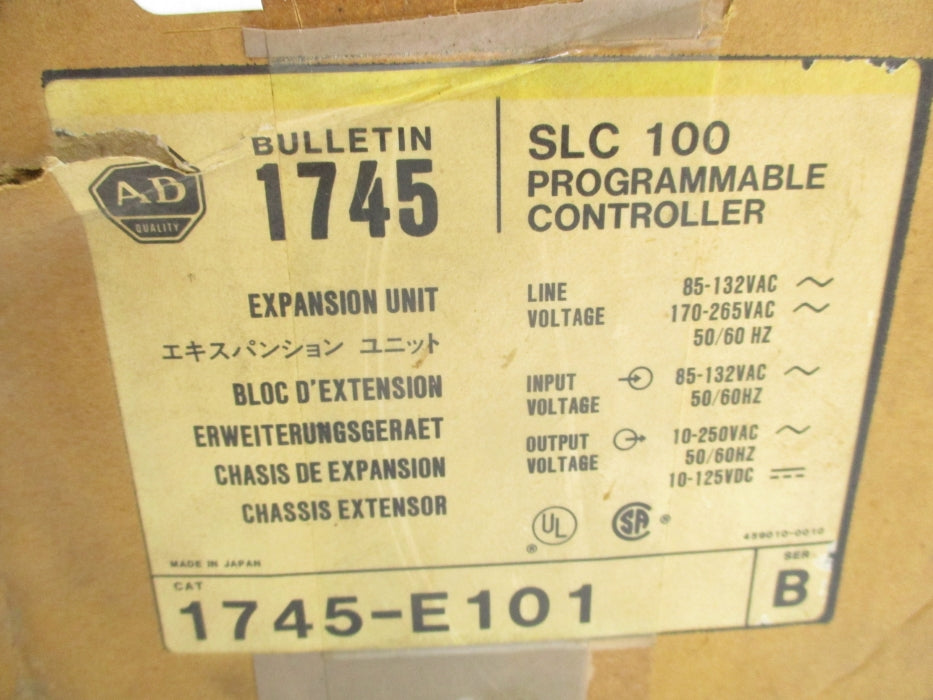 A-B
QUALITY
BULLETIN
1745
SLC 100
PROGRAMMABLE
CONTROLLER
EXPANSION UNIT
エキスパンション ユニット
BLOC D'EXTENSION
ERWEITERUNGSGERAET
CHASIS DE EXPANSION
CHASSIS EXTENSOR
LINE VOLTAGE
85-132VAC ~
170-265VAC ~
50/60 HZ
INPUT VOLTAGE
85-132VAC ~
50/60HZ
OUTPUT VOLTAGE
10-250VAC ~
50/60HZ
10-125VDC
UL ®
SA ®
459010-0010
MADE IN JAPAN
CAT
1745-E101
SER
B